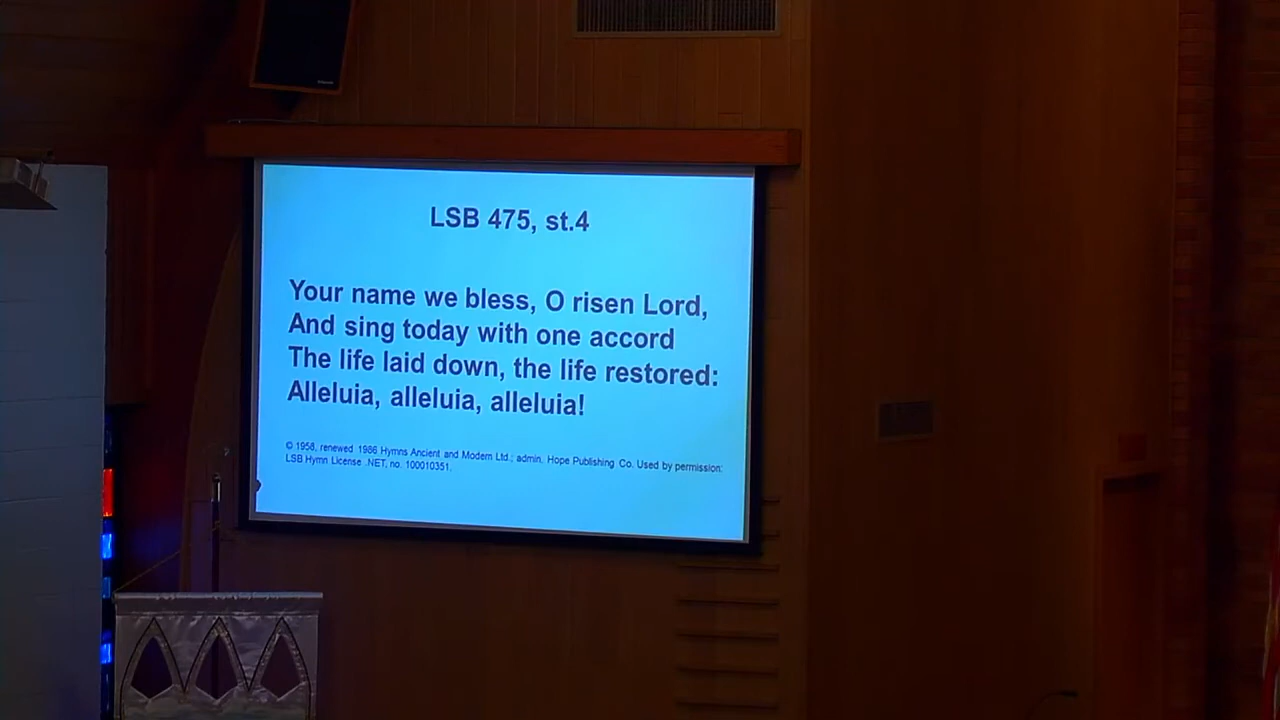 LSB 475, st.4
Your name we bless, O risen Lord,
And sing today with one accord
The life laid down, the life restored:
Alleluia, alleluia, alleluia!
© 1958, renewed 1986 Hymns Ancient and Modern Ltd.; admin. Hope Publishing Co. Used by permission:
LSB Hymn License .NET, no. 100010351.